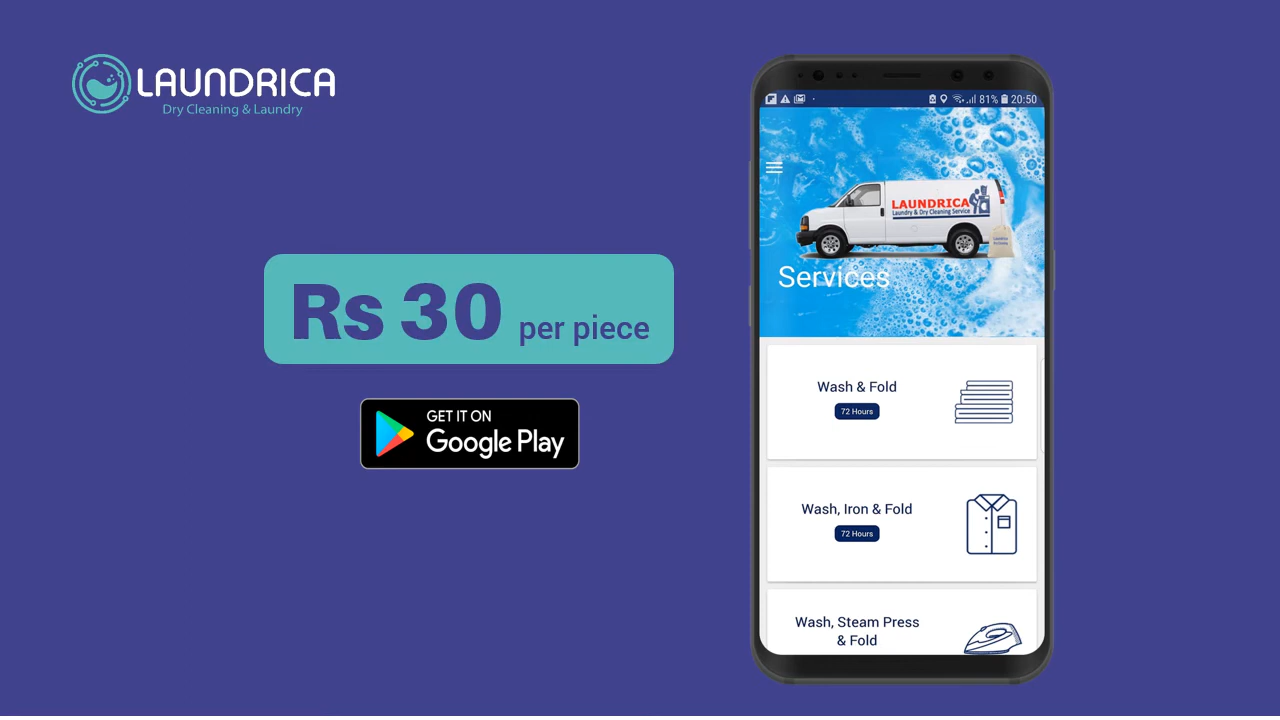 LAUNDRICA
Dry Cleaning & Laundry
Rs 30 per piece
GET IT ON
Google Play
81% 20:50
LAUNDRICA
Laundry & Dry Cleaning Service
Services
Wash & Fold
72 Hours
Wash, Iron & Fold
72 Hours
Wash, Steam Press
& Fold